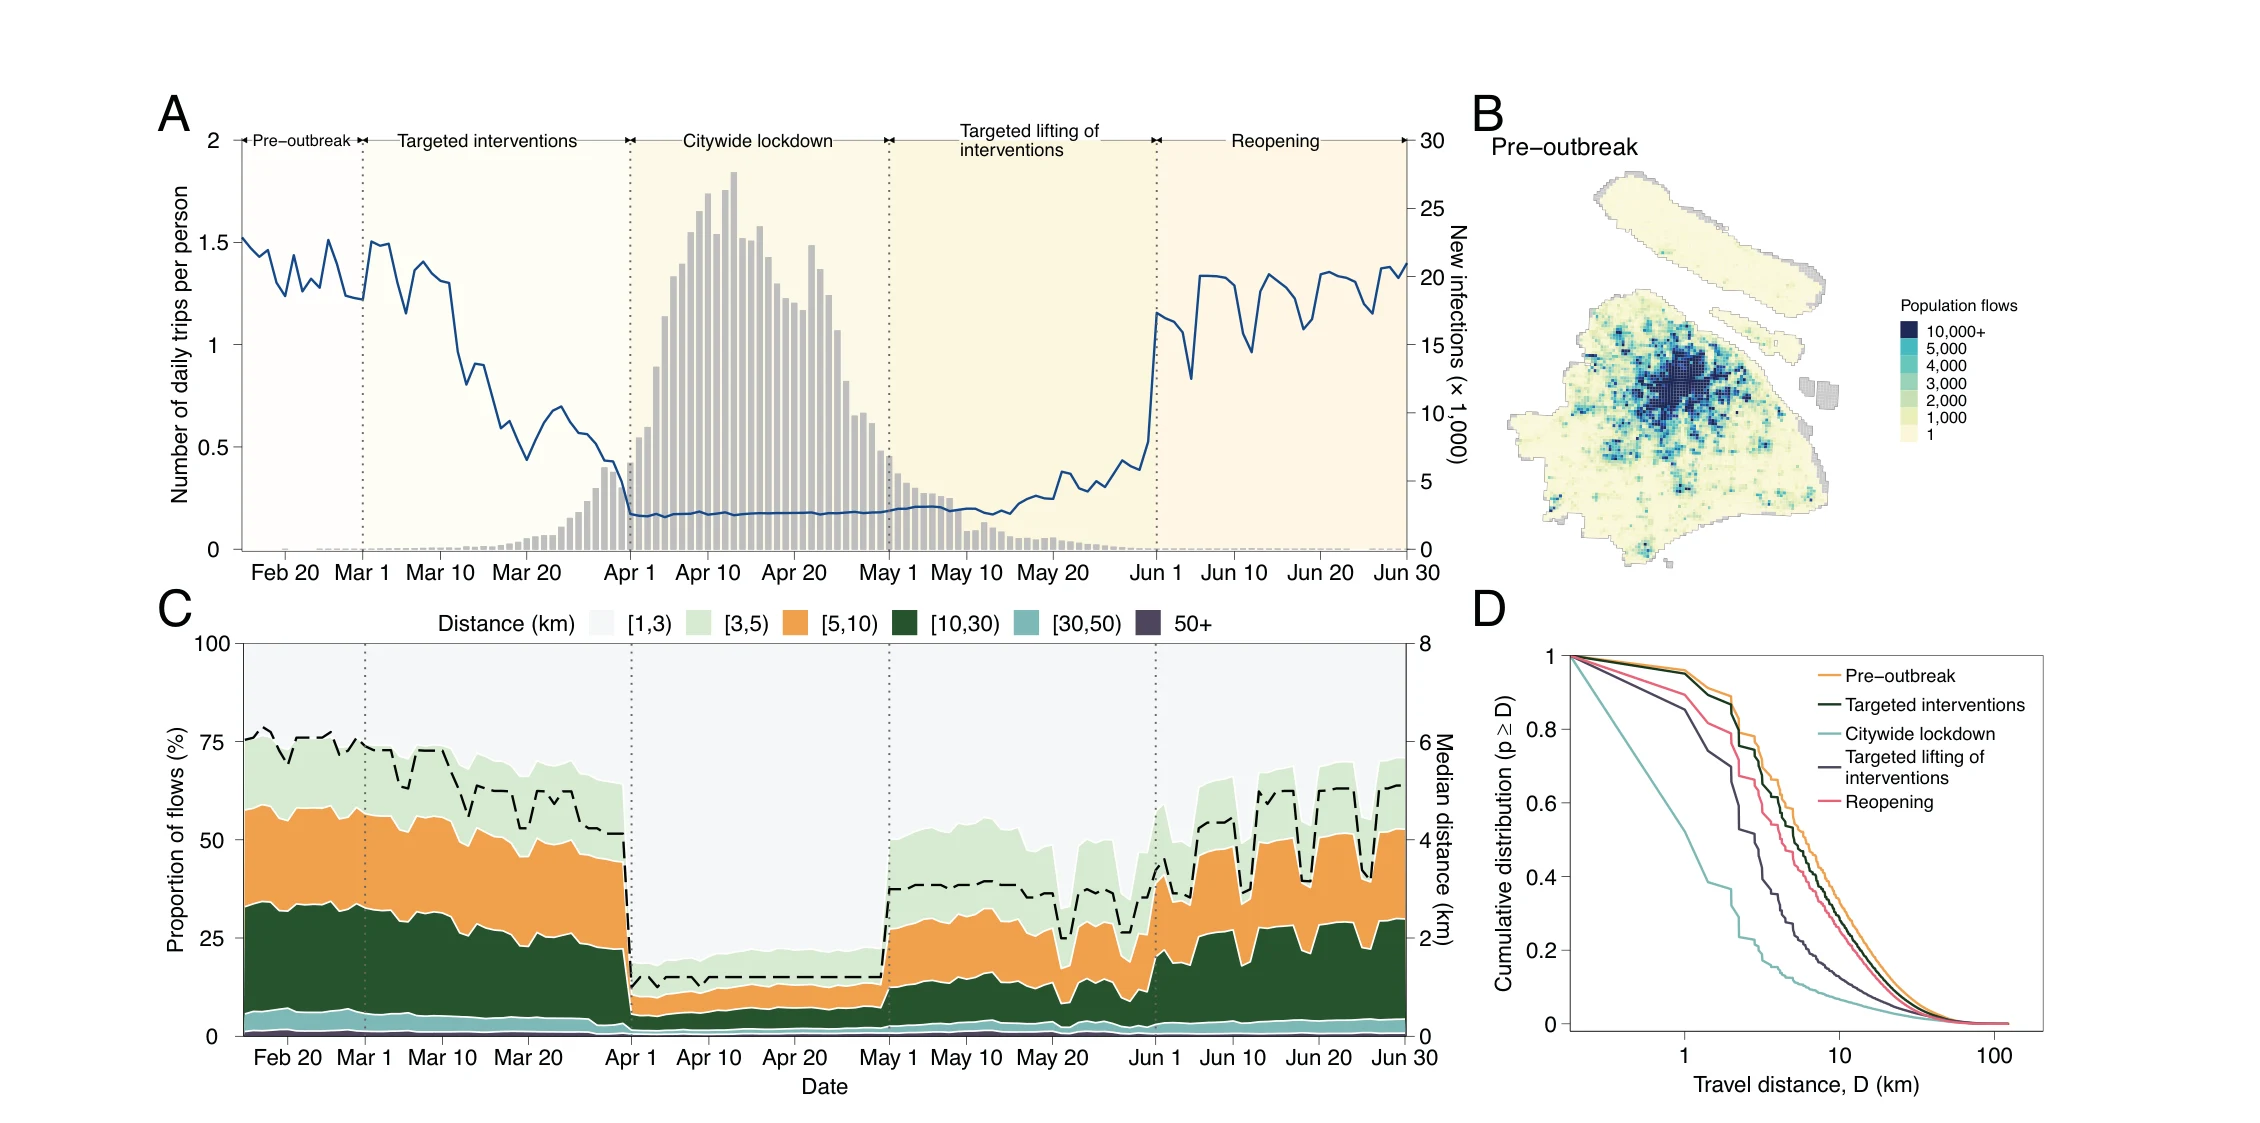 A
Pre−outbreak
Targeted interventions
Citywide lockdown
Targeted lifting of
interventions
Reopening
Number of daily trips per person
2
1.5
1
0.5
0
New infections (× 1,000)
30
25
20
15
10
5
0
Feb 20 Mar 1 Mar 10 Mar 20 Apr 1 Apr 10 Apr 20 May 1 May 10 May 20 Jun 1 Jun 10 Jun 20 Jun 30
B
Pre−outbreak
Population flows
10,000+
5,000
4,000
3,000
2,000
1,000
1
C
Distance (km) [1,3) [3,5) [5,10) [10,30) [30,50) 50+
Proportion of flows (%)
100
75
50
25
0
Median distance (km)
8
6
4
2
0
Feb 20 Mar 1 Mar 10 Mar 20 Apr 1 Apr 10 Apr 20 May 1 May 10 May 20 Jun 1 Jun 10 Jun 20 Jun 30
Date
D
Cumulative distribution (p ≥ D)
1
0.8
0.6
0.4
0.2
0
Pre−outbreak
Targeted interventions
Citywide lockdown
Targeted lifting of
interventions
Reopening
1 10 100
Travel distance, D (km)